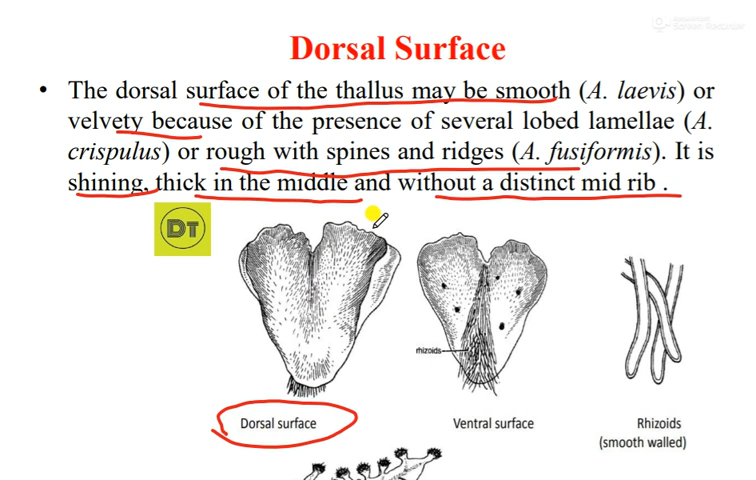 Dorsal Surface
• The dorsal surface of the thallus may be smooth (A. laevis) or
velvety because of the presence of several lobed lamellae (A.
crispulus) or rough with spines and ridges (A. fusiformis). It is
shining, thick in the middle and without a distinct mid rib .
DT
rhizoids
Dorsal surface
Ventral surface
Rhizoids
(smooth walled)